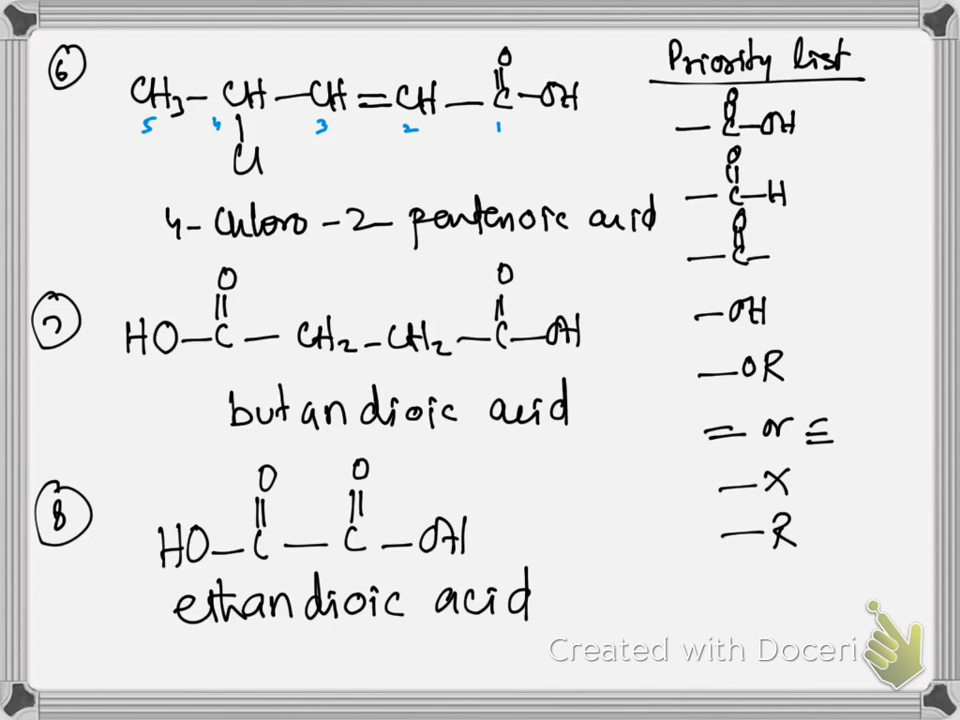 6
O
CH3 – CH – CH = CH – C – OH
5 4 3 2 1
Cl
4 - Chloro - 2 - pentenoic acid
7
O O
HO – C – CH2 – CH2 – C – OH
butandioic acid
8
O O
HO – C – C – OH
ethandioic acid
Priority list
O
– C – OH
O
– C – H
O
– C –
– OH
– OR
= or ≡
– X
– R
Created with Doceri